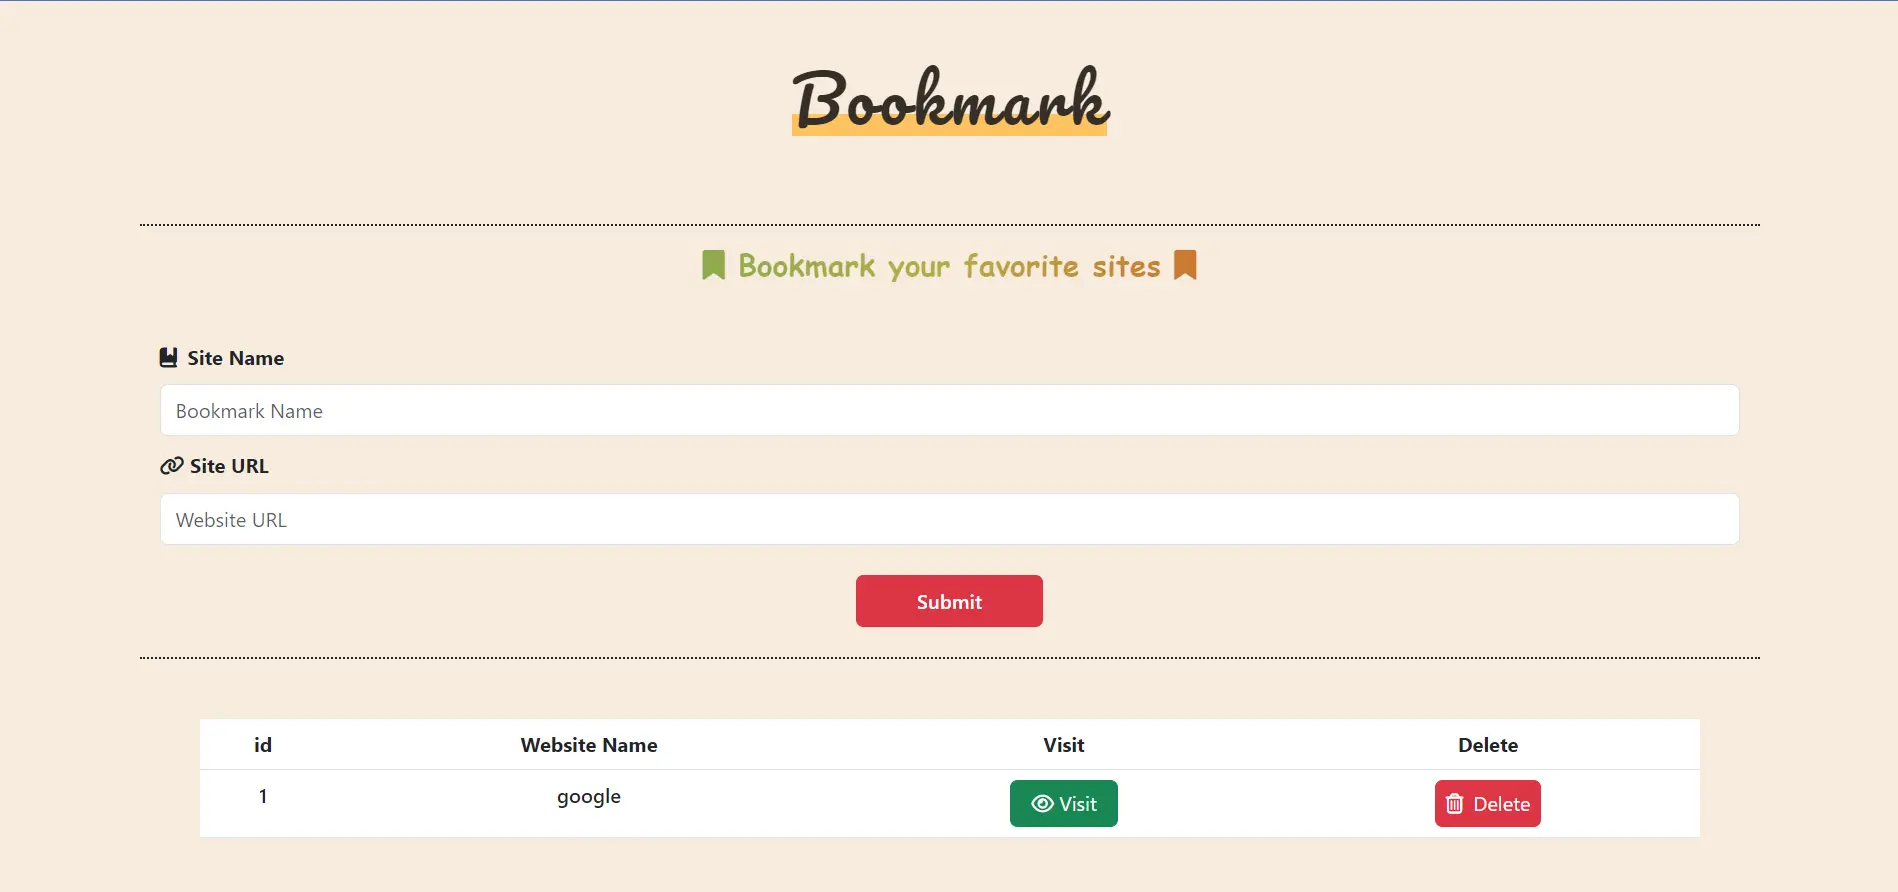 Bookmark
Bookmark your favorite sites
Site Name
Bookmark Name
Site URL
Website URL
Submit
id Website Name Visit Delete
1 google Visit Delete